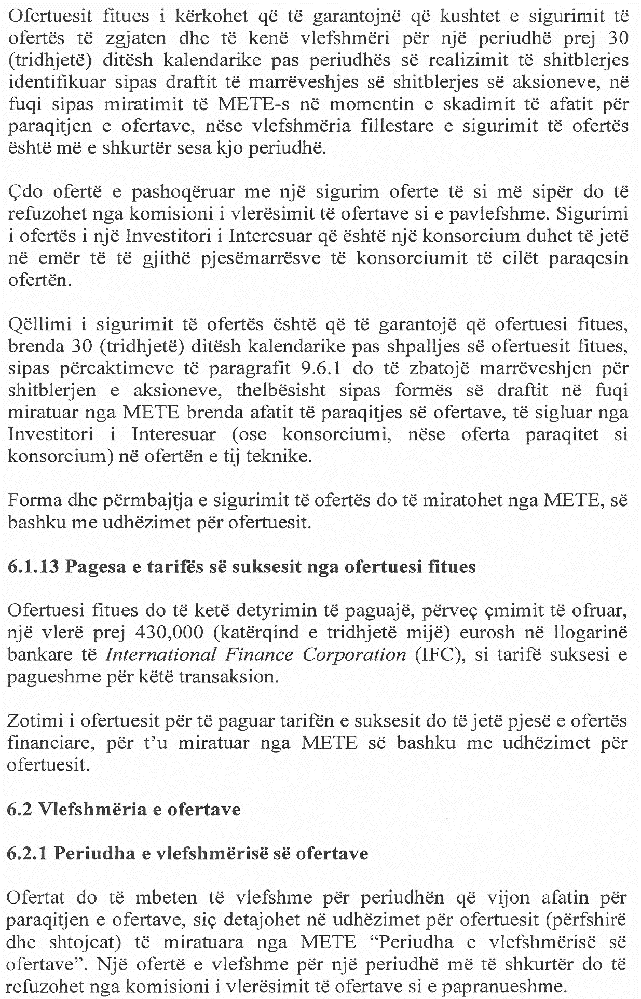 Ofertuesit fitues i kërkohet që të garantojnë që kushtet e sigurimit të
ofertës të zgjaten dhe të kenë vlefshmëri për një periudhë prej 30
(tridhjetë) ditësh kalendarike pas periudhës së realizimit të shitblerjes
identifikuar sipas draftit të marrëveshjes së shitblerjes së aksioneve, në
fuqi sipas miratimit të METE-s në momentin e skadimit të afatit për
paraqitjen e ofertave, nëse vlefshmëria fillestare e sigurimit të ofertës
është më e shkurtër sesa kjo periudhë.

Çdo ofertë e pashoqëruar me një sigurim oferte të si më sipër do të
refuzohet nga komisioni i vlerësimit të ofertave si e pavlefshme. Sigurimi
i ofertës i një Investitori i Interesuar që është një konsorcium duhet të jetë
në emër të të gjithë pjesëmarrësve të konsorciumit të cilët paraqesin
ofertën.

Qëllimi i sigurimit të ofertës është që të garantojë që ofertuesi fitues,
brenda 30 (tridhjetë) ditësh kalendarike pas shpalljes së ofertuesit fitues,
sipas përcaktimeve të paragrafit 9.6.1 do të zbatojë marrëveshjen për
shitblerjen e aksioneve, thelbësisht sipas formës së draftit në fuqi
miratuar nga METE brenda afatit të paraqitjes së ofertave, të sigluar nga
Investitori i Interesuar (ose konsorciumi, nëse oferta paraqitet si
konsorcium) në ofertën e tij teknike.

Forma dhe përmbajtja e sigurimit të ofertës do të miratohet nga METE, së
bashku me udhëzimet për ofertuesit.

6.1.13 Pagesa e tarifës së suksesit nga ofertuesi fitues

Ofertuesi fitues do të ketë detyrimin të paguajë, përveç çmimit të ofruar,
një vlerë prej 430,000 (katërqind e tridhjetë mijë) eurosh në llogarinë
bankare të International Finance Corporation (IFC), si tarifë suksesi e
pagueshme për këtë transaksion.

Zotimi i ofertuesit për të paguar tarifën e suksesit do të jetë pjesë e ofertës
financiare, për t’u miratuar nga METE së bashku me udhëzimet për
ofertuesit.

6.2 Vlefshmëria e ofertave

6.2.1 Periudha e vlefshmërisë së ofertave

Ofertat do të mbeten të vlefshme për periudhën që vijon afatin për
paraqitjen e ofertave, siç detajohet në udhëzimet për ofertuesit (përfshirë
dhe shtojcat) të miratuara nga METE “Periudha e vlefshmërisë së
ofertave”. Një ofertë e vlefshme për një periudhë më të shkurtër do të
refuzohet nga komisioni i vlerësimit të ofertave si e papranueshme.